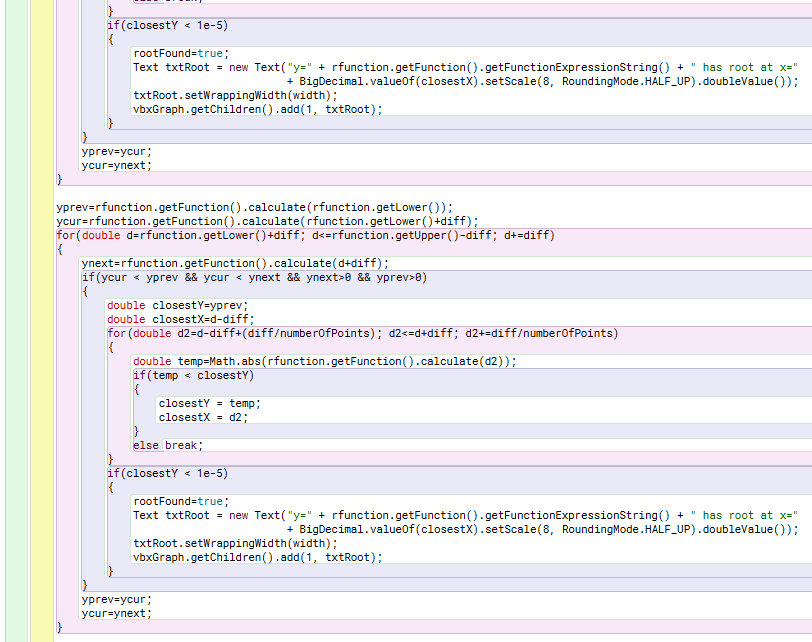 }
if(closestY < 1e-5)
{
rootFound=true;
Text txtRoot = new Text("y=" + rfunction.getFunction().getFunctionExpressionString() + " has root at x="
+ BigDecimal.valueOf(closestX).setScale(8, RoundingMode.HALF_UP).doubleValue());
txtRoot.setWrappingWidth(width);
vbxGraph.getChildren().add(1, txtRoot);
}
}
yprev=ycur;
ycur=ynext;
}
yprev=rfunction.getFunction().calculate(rfunction.getLower());
ycur=rfunction.getFunction().calculate(rfunction.getLower()+diff);
for(double d=rfunction.getLower()+diff; d<=rfunction.getUpper()-diff; d+=diff)
{
ynext=rfunction.getFunction().calculate(d+diff);
if(ycur < yprev && ycur < ynext && ynext>0 && yprev>0)
{
double closestY=yprev;
double closestX=d-diff;
for(double d2=d-diff+(diff/numberOfPoints); d2<=d+diff; d2+=diff/numberOfPoints)
{
double temp=Math.abs(rfunction.getFunction().calculate(d2));
if(temp < closestY)
{
closestY = temp;
closestX = d2;
}
else break;
}
if(closestY < 1e-5)
{
rootFound=true;
Text txtRoot = new Text("y=" + rfunction.getFunction().getFunctionExpressionString() + " has root at x="
+ BigDecimal.valueOf(closestX).setScale(8, RoundingMode.HALF_UP).doubleValue());
txtRoot.setWrappingWidth(width);
vbxGraph.getChildren().add(1, txtRoot);
}
}
yprev=ycur;
ycur=ynext;
}